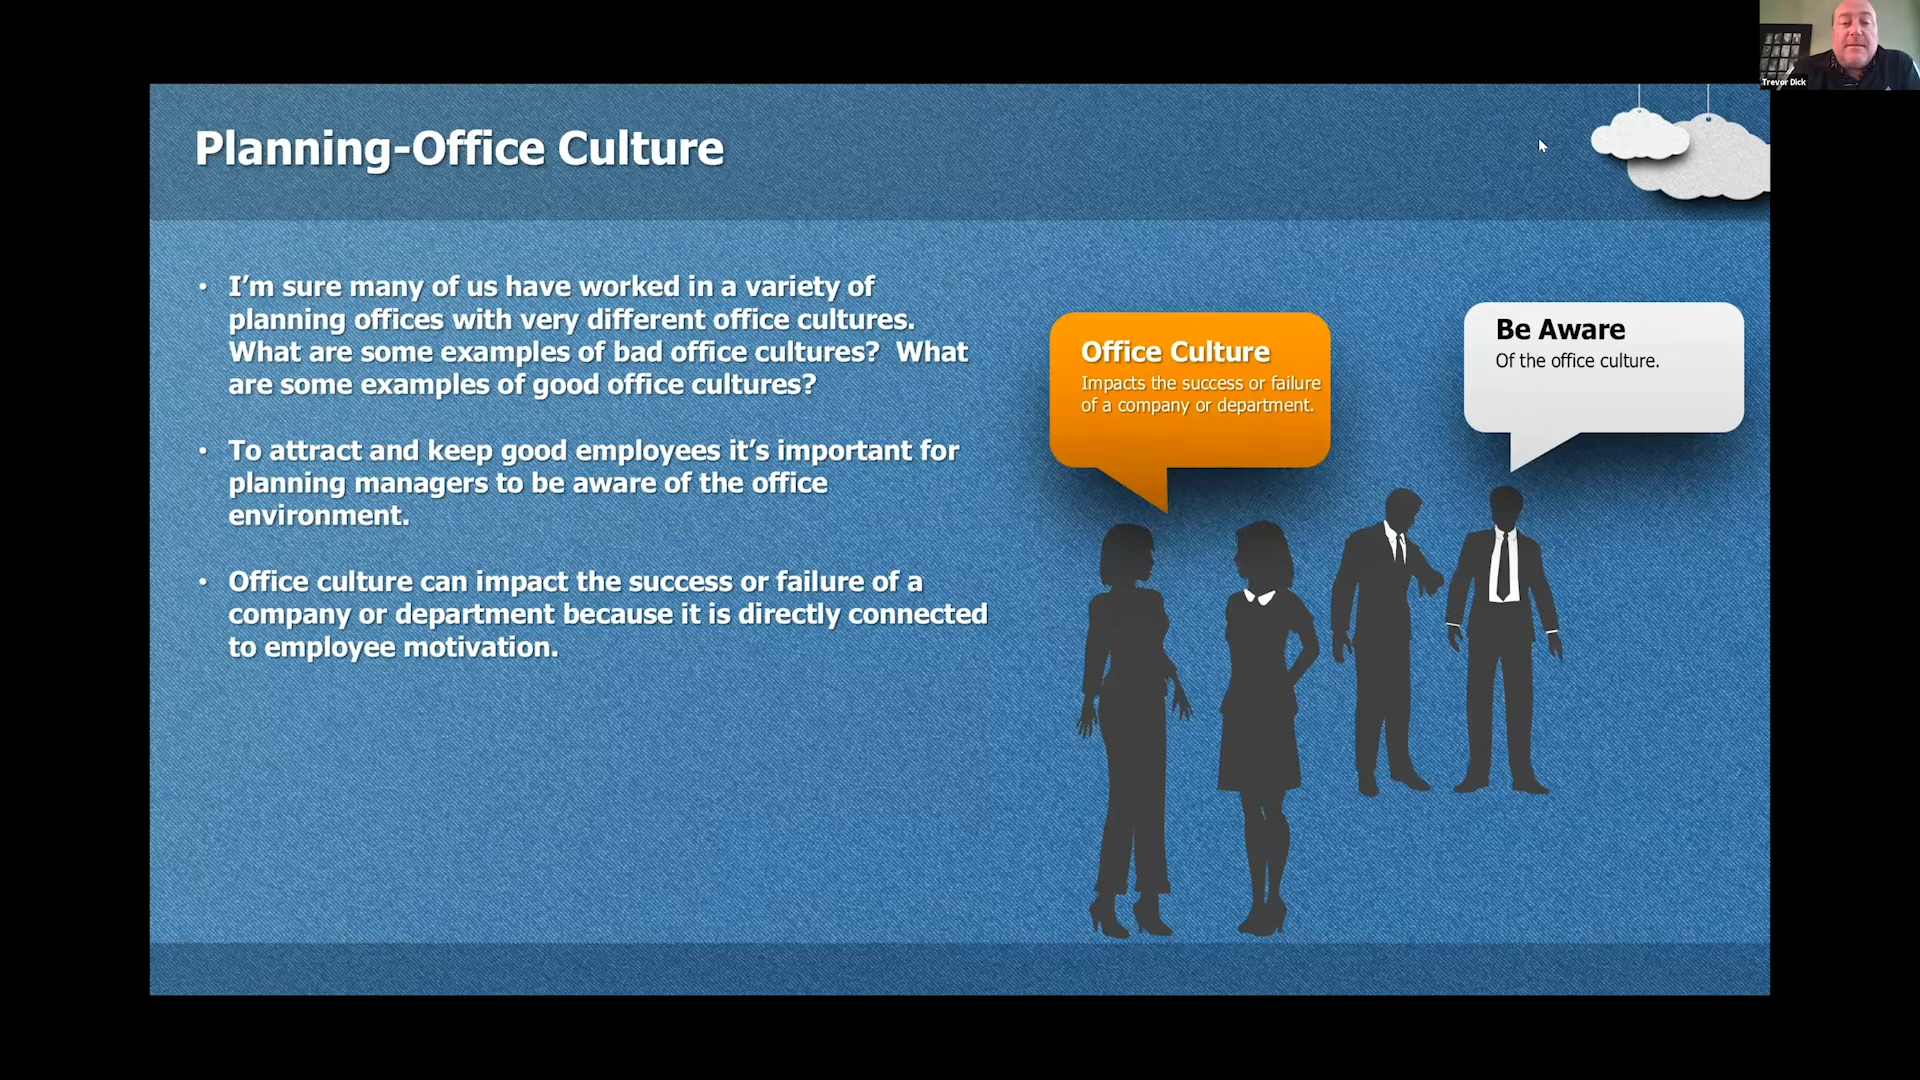 Trevor Dick
Planning-Office Culture
• I’m sure many of us have worked in a variety of
planning offices with very different office cultures.
What are some examples of bad office cultures?  What
are some examples of good office cultures?
• To attract and keep good employees it’s important for
planning managers to be aware of the office
environment.
• Office culture can impact the success or failure of a
company or department because it is directly connected
to employee motivation.
Office Culture
Impacts the success or failure
of a company or department.
Be Aware
Of the office culture.